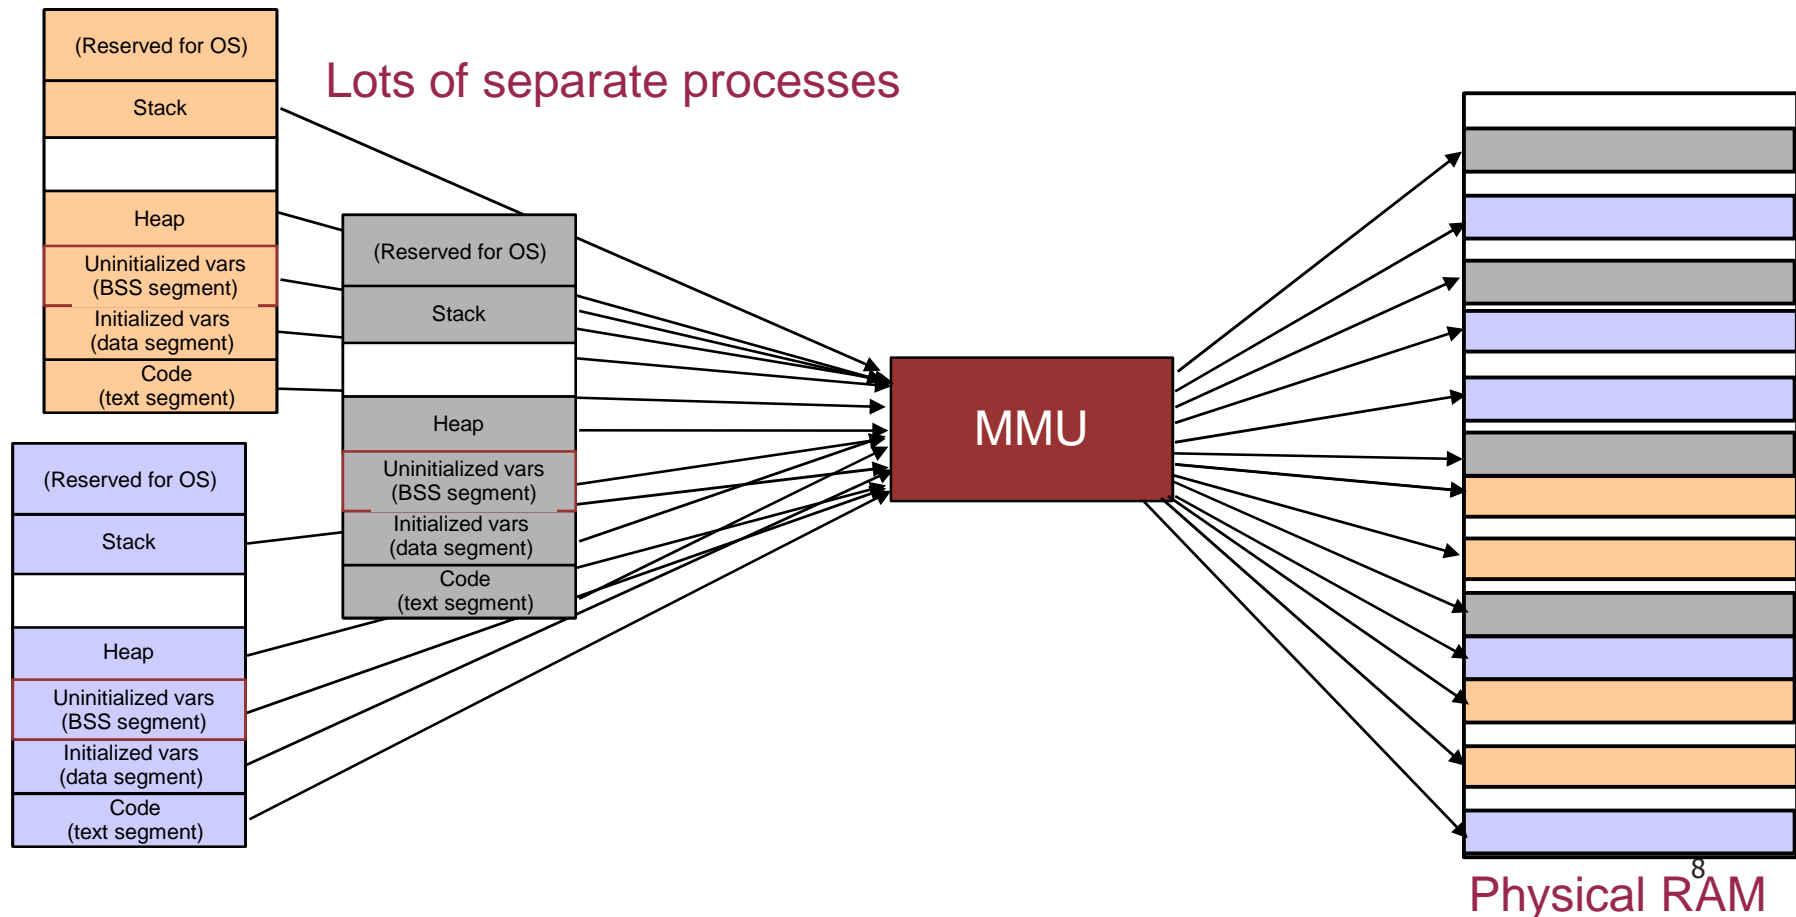 Lots of separate processes
(Reserved for OS)
Stack
Heap
Uninitialized vars
(BSS segment)
Initialized vars
(data segment)
Code
(text segment)
(Reserved for OS)
Stack
Heap
Uninitialized vars
(BSS segment)
Initialized vars
(data segment)
Code
(text segment)
(Reserved for OS)
Stack
Heap
Uninitialized vars
(BSS segment)
Initialized vars
(data segment)
Code
(text segment)
MMU
Physical RAM
8